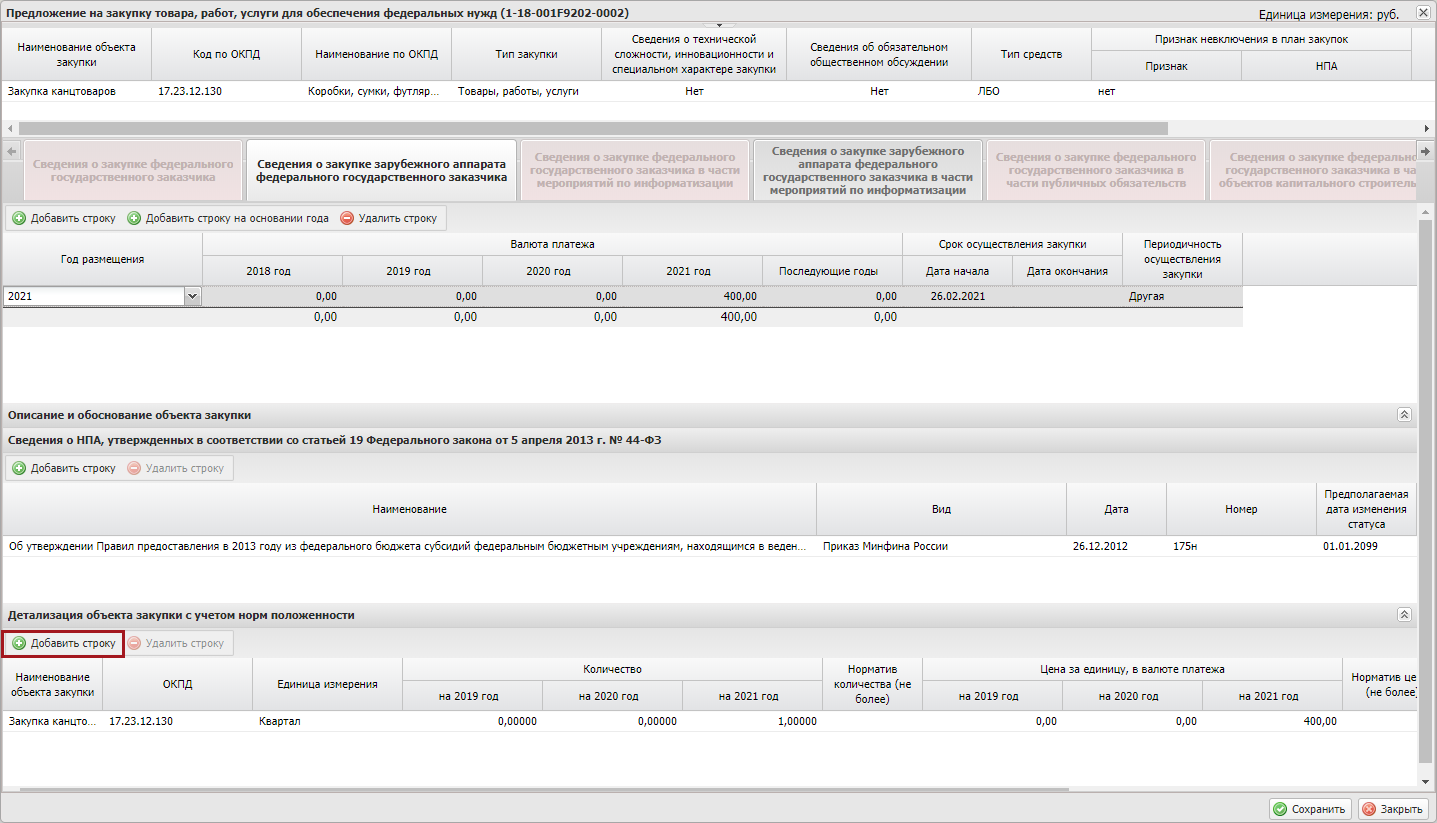 Предложение на закупку товара, работ, услуги для обеспечения федеральных нужд (1-18-001F9202-0002)
Единица измерения: руб.
Наименование объекта закупки
Код по ОКПД
Наименование по ОКПД
Тип закупки
Сведения о технической сложности, инновационности и специальном характере закупки
Сведения об обязательном общественном обсуждении
Тип средств
Признак невключения в план закупок
Признак
НПА
Закупка канцтоваров
17.23.12.130
Коробки, сумки, футляр...
Товары, работы, услуги
Нет
Нет
ЛБО
нет
Сведения о закупке федерального государственного заказчика
Сведения о закупке зарубежного аппарата федерального государственного заказчика
Сведения о закупке федерального государственного заказчика в части мероприятий по информатизации
Сведения о закупке зарубежного аппарата федерального государственного заказчика в части мероприятий по информатизации
Сведения о закупке федерального государственного заказчика в части публичных обязательств
Сведения о закупке федерально
государственного заказчика в ча
объектов капитального строитель
Добавить строку
Добавить строку на основании года
Удалить строку
Год размещения
Валюта платежа
2018 год
2019 год
2020 год
2021 год
Последующие годы
Срок осуществления закупки
Дата начала
Дата окончания
Периодичность осуществления закупки
2021
0,00
0,00
0,00
400,00
0,00
26.02.2021
Другая
0,00
0,00
0,00
400,00
0,00
Описание и обоснование объекта закупки
Сведения о НПА, утвержденных в соответствии со статьей 19 Федерального закона от 5 апреля 2013 г. № 44-ФЗ
Добавить строку
Удалить строку
Наименование
Вид
Дата
Номер
Предполагаемая дата изменения статуса
Об утверждении Правил предоставления в 2013 году из федерального бюджета субсидий федеральным бюджетным учреждениям, находящимся в веден...
Приказ Минфина России
26.12.2012
175н
01.01.2099
Детализация объекта закупки с учетом норм положенности
Добавить строку
Удалить строку
Наименование объекта закупки
ОКПД
Единица измерения
Количество
на 2019 год
на 2020 год
на 2021 год
Норматив количества (не более)
Цена за единицу, в валюте платежа
на 2019 год
на 2020 год
на 2021 год
Норматив це
(не более)
Закупка канцто...
17.23.12.130
Квартал
0,00000
0,00000
1,00000
0,00
0,00
400,00
Сохранить
Закрыть